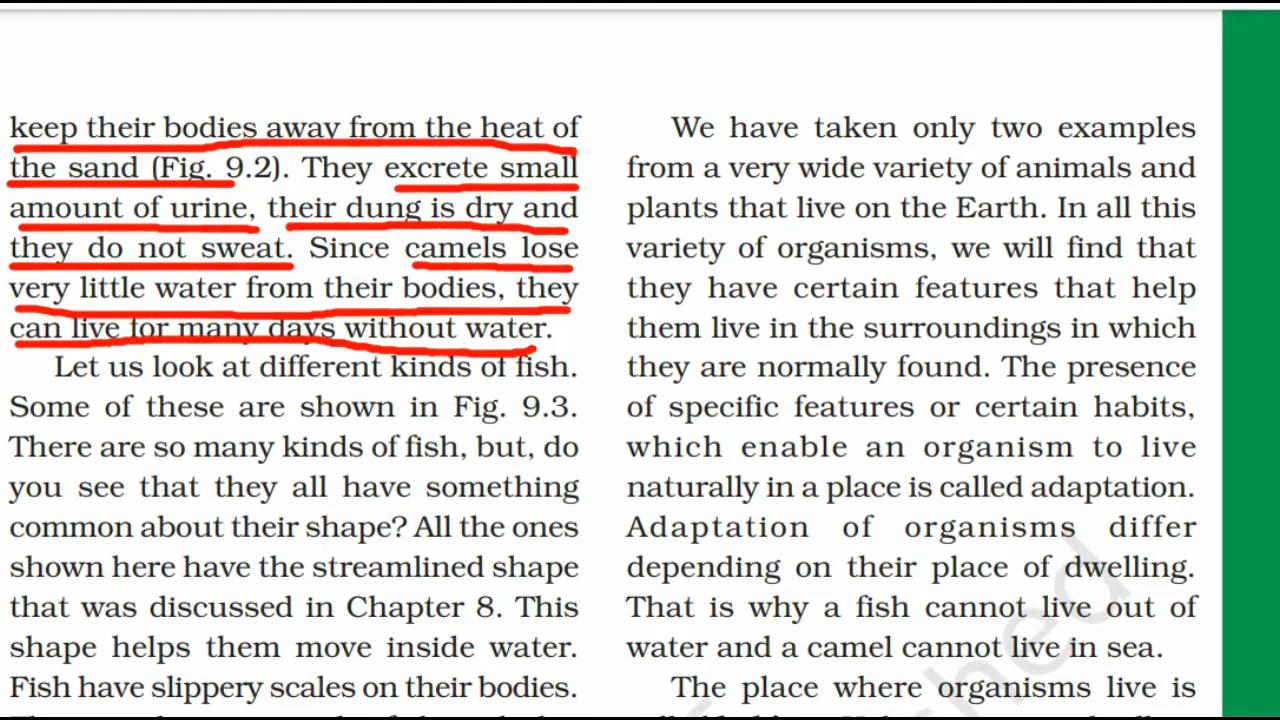 keep their bodies away from the heat of
the sand (Fig. 9.2). They excrete small
amount of urine, their dung is dry and
they do not sweat. Since camels lose
very little water from their bodies, they
can live for many days without water.
Let us look at different kinds of fish.
Some of these are shown in Fig. 9.3.
There are so many kinds of fish, but, do
you see that they all have something
common about their shape? All the ones
shown here have the streamlined shape
that was discussed in Chapter 8. This
shape helps them move inside water.
Fish have slippery scales on their bodies.
We have taken only two examples
from a very wide variety of animals and
plants that live on the Earth. In all this
variety of organisms, we will find that
they have certain features that help
them live in the surroundings in which
they are normally found. The presence
of specific features or certain habits,
which enable an organism to live
naturally in a place is called adaptation.
Adaptation of organisms differ
depending on their place of dwelling.
That is why a fish cannot live out of
water and a camel cannot live in sea.
The place where organisms live is